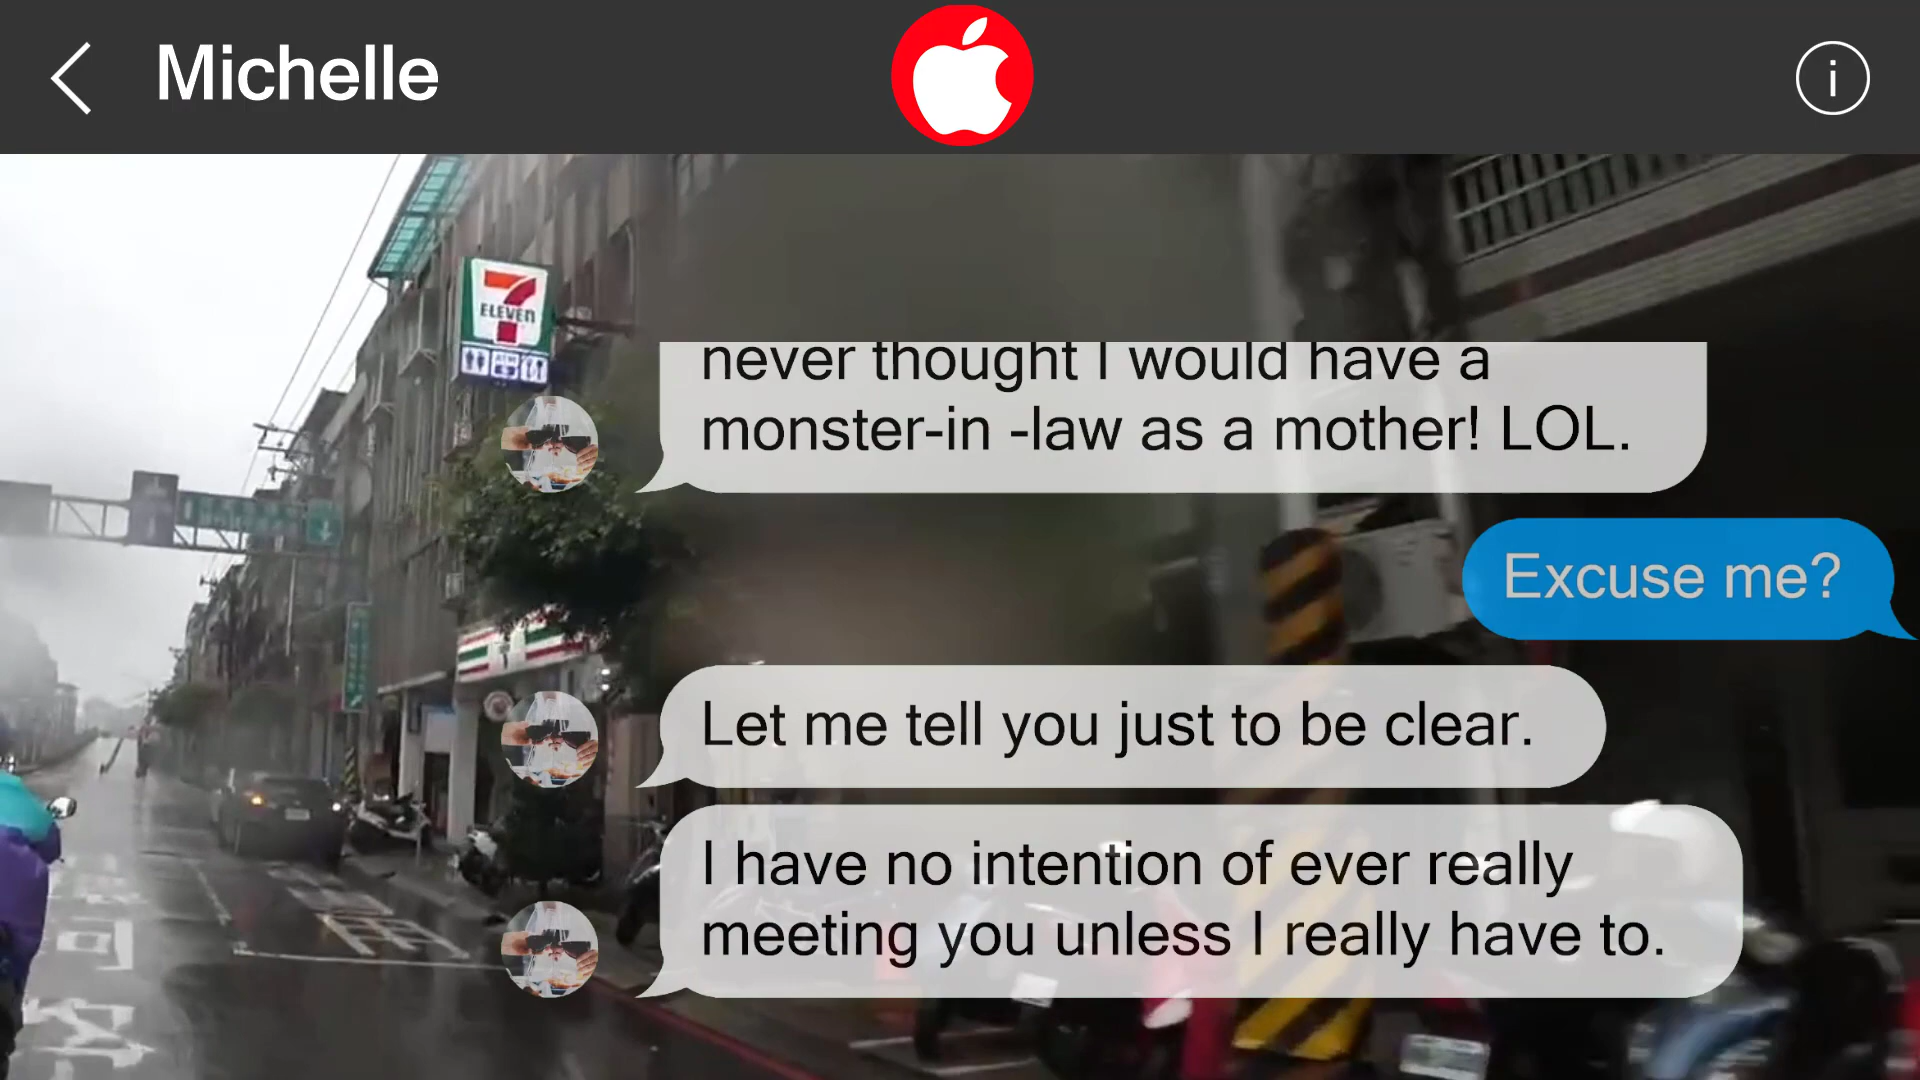 Michelle
i
7
ELEVEN
never thought I would have a
monster-in -law as a mother! LOL.
Excuse me?
Let me tell you just to be clear.
I have no intention of ever really
meeting you unless I really have to.